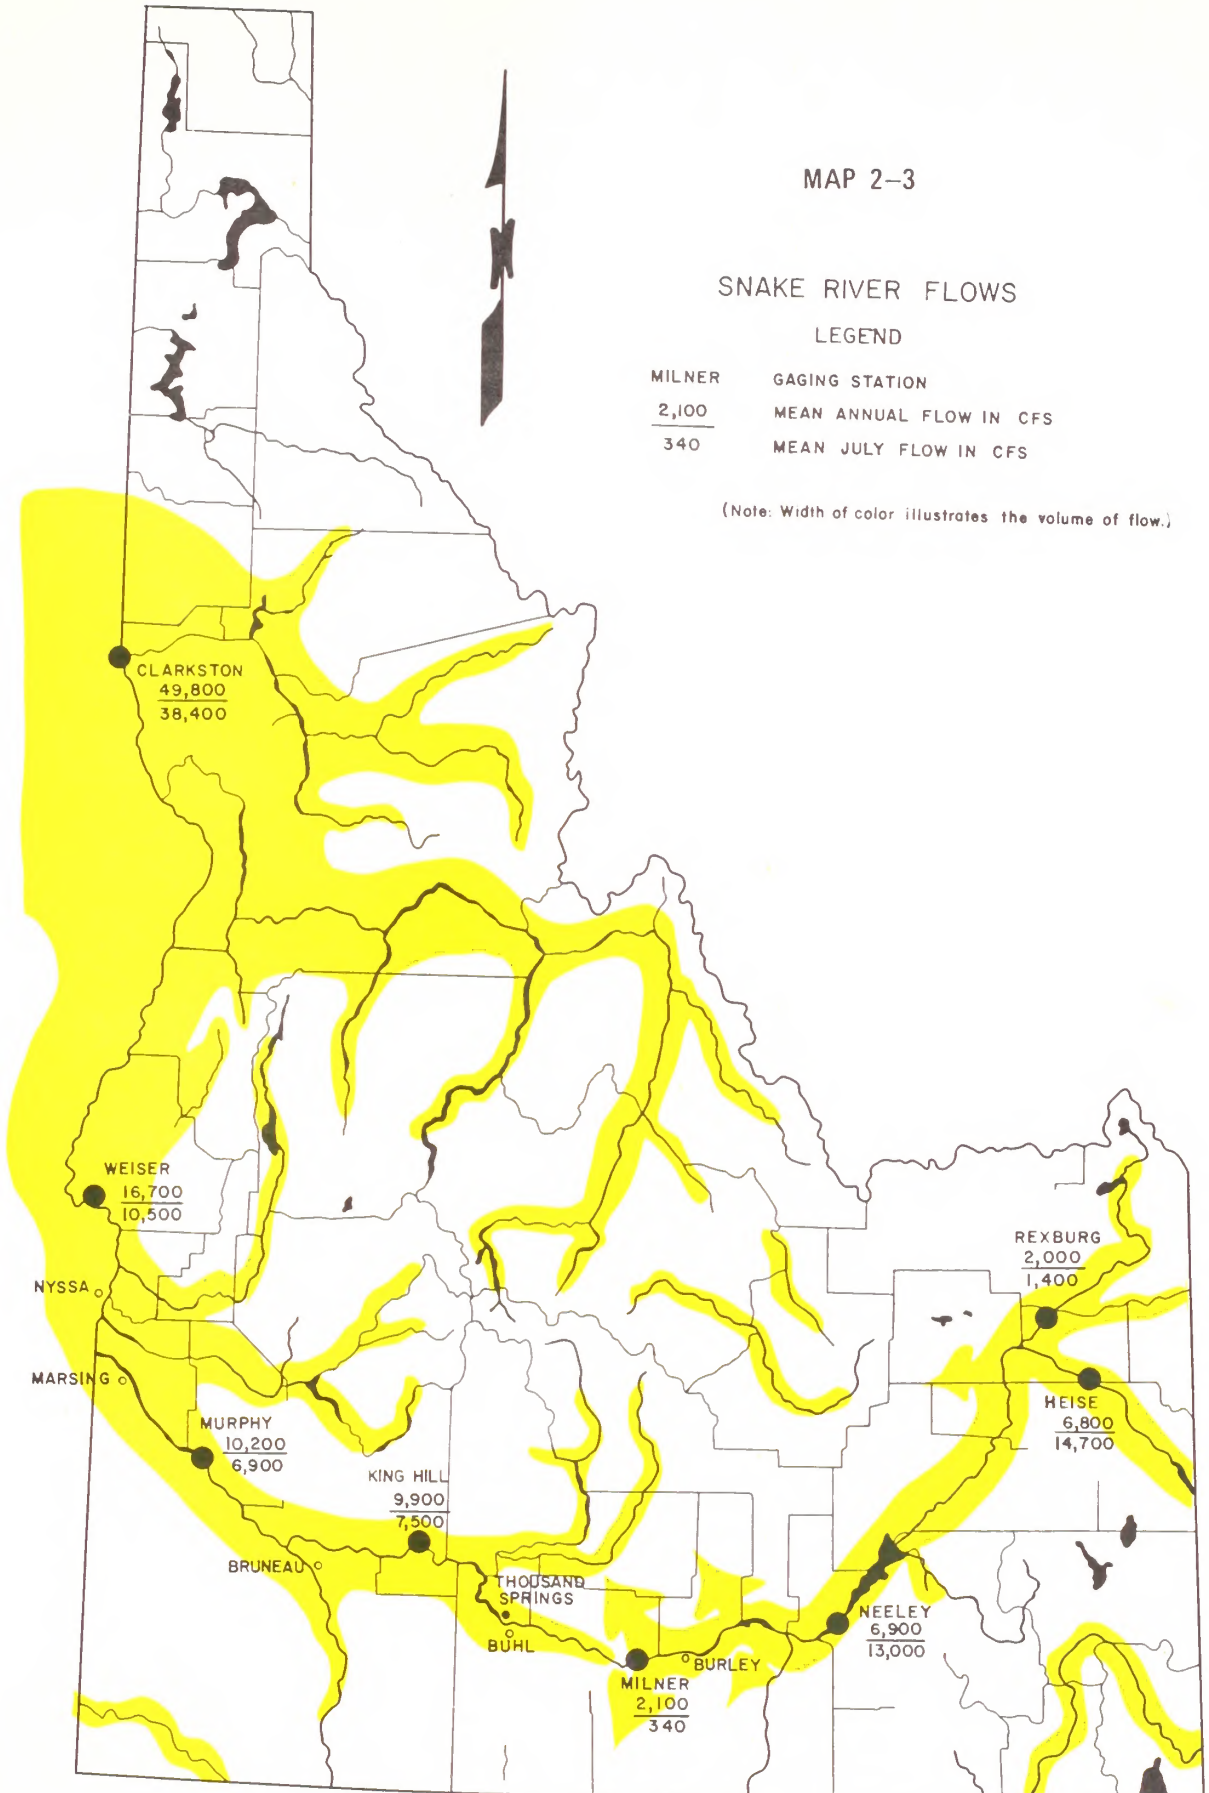 MAP 2-3
SNAKE RIVER FLOWS
LEGEND
MILNER GAGING STATION
2,100 MEAN ANNUAL FLOW IN CFS
340 MEAN JULY FLOW IN CFS
(Note: Width of color illustrates the volume of flow.)
N
CLARKSTON
49,800
38,400
WEISER
16,700
10,500
NYSSA
MARSING
MURPHY
10,200
6,900
KING HILL
9,900
7,500
BRUNEAU
THOUSAND
SPRINGS
BUHL
MILNER
2,100
340
BURLEY
NEELEY
6,900
13,000
REXBURG
2,000
1,400
HEISE
6,800
14,700